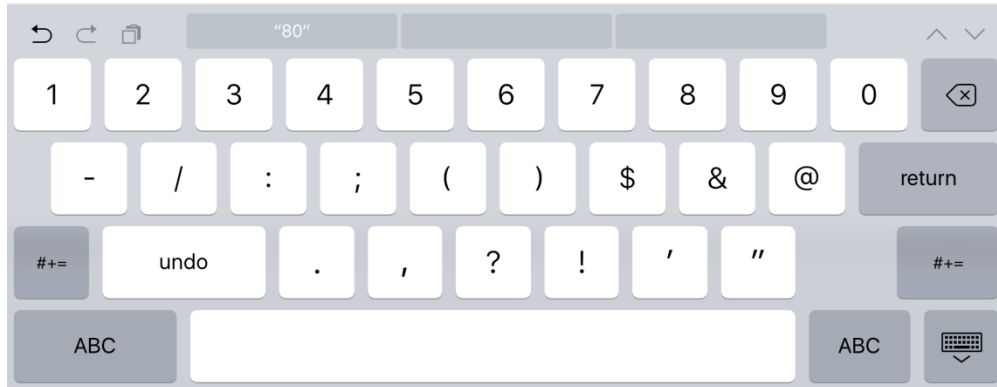 “80”
1 2 3 4 5 6 7 8 9 0
- / : ; ( ) $ & @ return
#+= undo . , ? ! ′ ″ #+=
ABC ABC